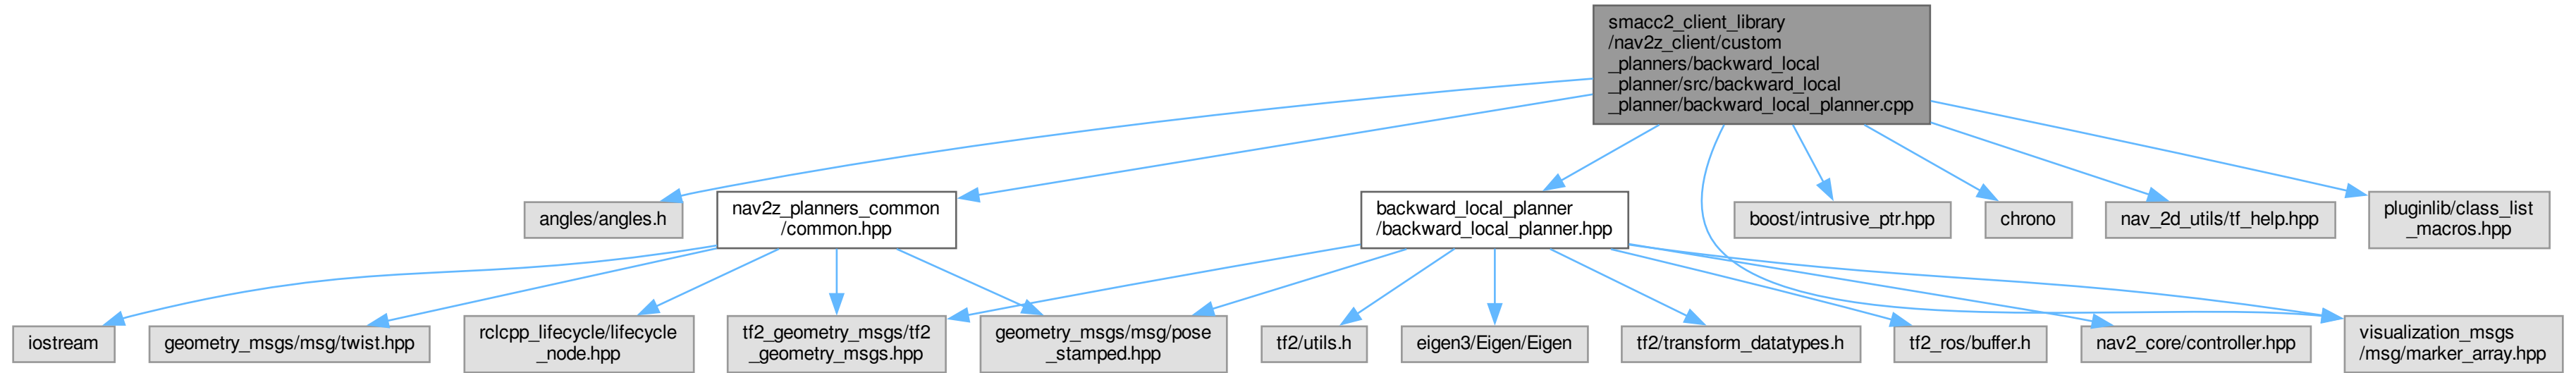 smacc2_client_library
/nav2z_client/custom
_planners/backward_local
_planner/src/backward_local
_planner/backward_local_planner.cpp
angles/angles.h
nav2z_planners_common
/common.hpp
backward_local_planner
/backward_local_planner.hpp
boost/intrusive_ptr.hpp
chrono
nav_2d_utils/tf_help.hpp
pluginlib/class_list
_macros.hpp
iostream
geometry_msgs/msg/twist.hpp
rclcpp_lifecycle/lifecycle
_node.hpp
tf2_geometry_msgs/tf2
_geometry_msgs.hpp
geometry_msgs/msg/pose
_stamped.hpp
tf2/utils.h
eigen3/Eigen/Eigen
tf2/transform_datatypes.h
tf2_ros/buffer.h
nav2_core/controller.hpp
visualization_msgs
/msg/marker_array.hpp